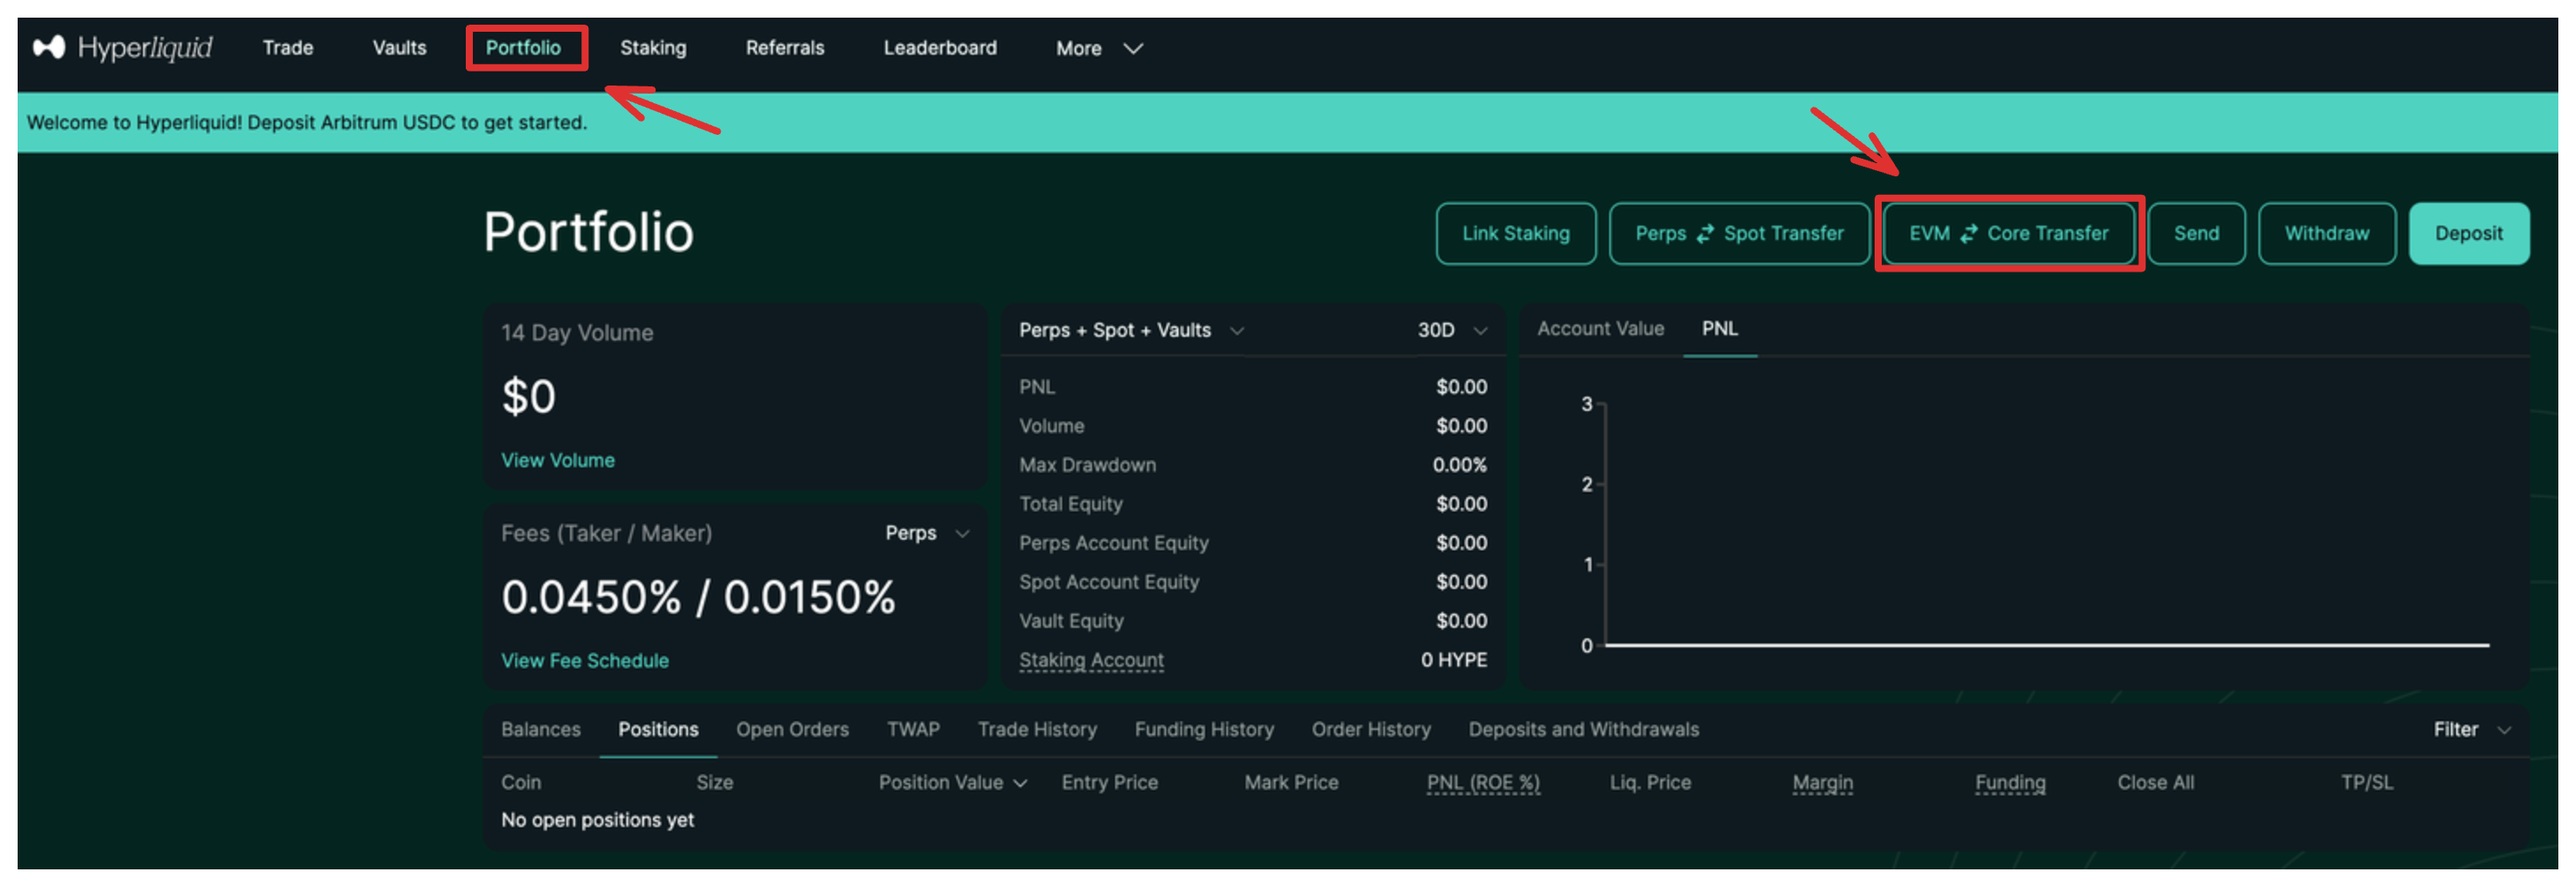 Hyperliquid Trade Vaults Portfolio Staking Referrals Leaderboard More
Welcome to Hyperliquid! Deposit Arbitrum USDC to get started.
Portfolio
Link Staking
Perps ⇄ Spot Transfer
EVM ⇄ Core Transfer
Send
Withdraw
Deposit
14 Day Volume
$0
View Volume
Fees (Taker / Maker) Perps
0.0450% / 0.0150%
View Fee Schedule
Perps + Spot + Vaults 30D
PNL $0.00
Volume $0.00
Max Drawdown 0.00%
Total Equity $0.00
Perps Account Equity $0.00
Spot Account Equity $0.00
Vault Equity $0.00
Staking Account 0 HYPE
Account Value PNL
3
2
1
0
Balances Positions Open Orders TWAP Trade History Funding History Order History Deposits and Withdrawals Filter
Coin Size Position Value Entry Price Mark Price PNL (ROE %) Liq. Price Margin Funding Close All TP/SL
No open positions yet